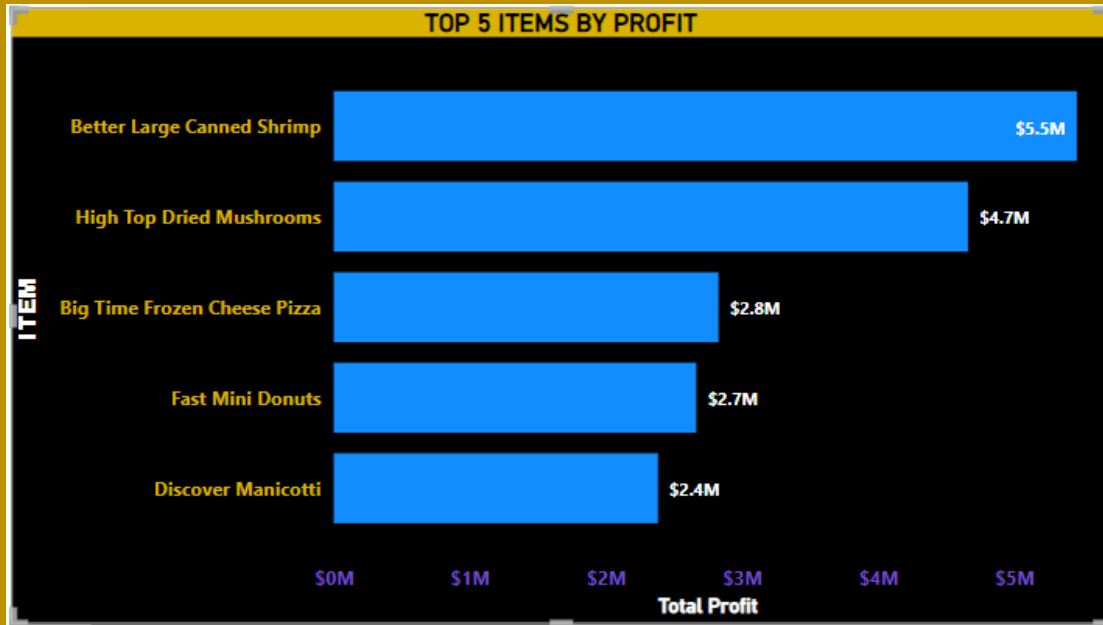 TOP 5 ITEMS BY PROFIT
ITEM
Better Large Canned Shrimp
$5.5M
High Top Dried Mushrooms
$4.7M
Big Time Frozen Cheese Pizza
$2.8M
Fast Mini Donuts
$2.7M
Discover Manicotti
$2.4M
$0M $1M $2M $3M $4M $5M
Total Profit